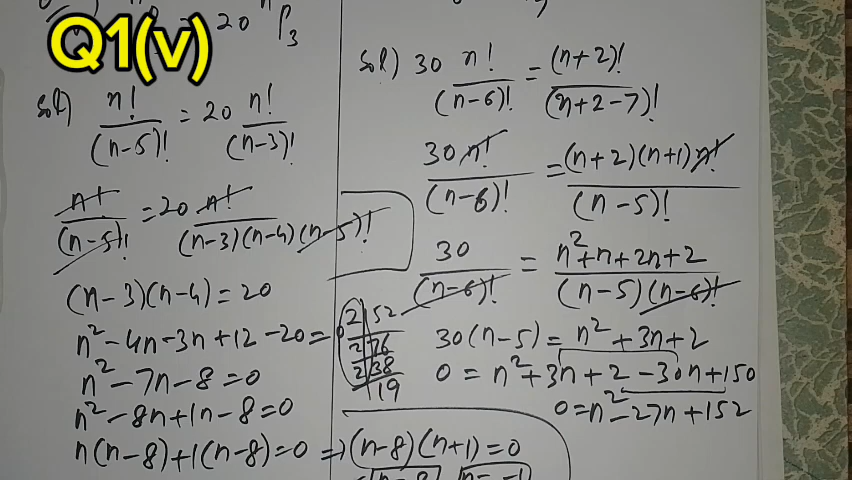 20 ⁿP₃
Q1(v)
Sol) n!/(n-5)! = 20 n!/(n-3)!
n!/(n-5)! = 20 n!/(n-3)(n-4)(n-5)!
(n-3)(n-4) = 20
n² - 4n - 3n + 12 - 20 = 0
n² - 7n - 8 = 0
n² - 8n + 1n - 8 = 0
n(n-8) + 1(n-8) = 0 ⇒ (n-8)(n+1) = 0
n-8 n = -1
2 | 152
2 | 76
2 | 38
19
Sol) 30 n!/(n-6)! = (n+2)!/(n+2-7)!
30 n!/(n-6)! = (n+2)(n+1)n!/(n-5)!
30/(n-6)! = n²+n+2n+2/(n-5)(n-6)!
30(n-5) = n² + 3n + 2
0 = n² + 3n + 2 - 30n + 150
0 = n² - 27n + 152